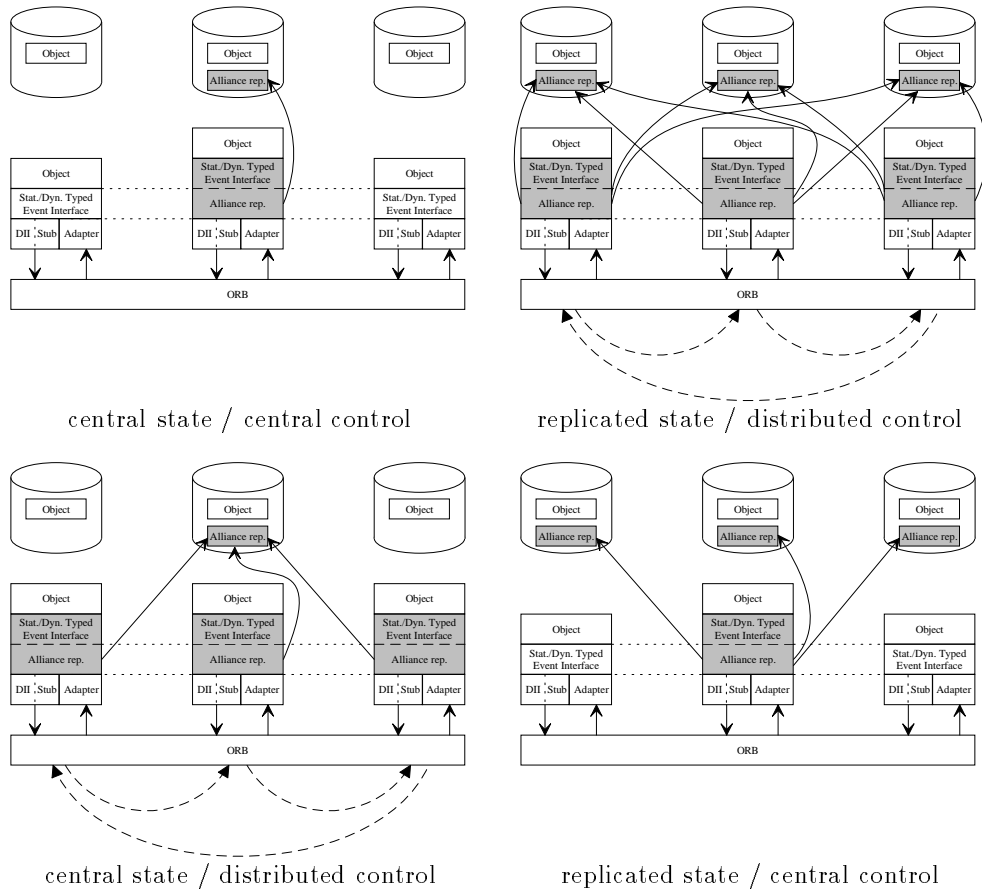 Object
Object
Alliance rep.
Object
Object
Stat./Dyn. Typed
Event Interface
Alliance rep.
Object
Stat./Dyn. Typed
Event Interface
Object
Stat./Dyn. Typed
Event Interface
DII Stub Adapter
DII Stub Adapter
DII Stub Adapter
ORB
central state / central control
Object
Alliance rep.
Object
Alliance rep.
Object
Alliance rep.
Object
Stat./Dyn. Typed
Event Interface
Alliance rep.
Object
Stat./Dyn. Typed
Event Interface
Alliance rep.
Object
Stat./Dyn. Typed
Event Interface
Alliance rep.
DII Stub Adapter
DII Stub Adapter
DII Stub Adapter
ORB
replicated state / distributed control
Object
Object
Alliance rep.
Object
Object
Stat./Dyn. Typed
Event Interface
Alliance rep.
Object
Stat./Dyn. Typed
Event Interface
Alliance rep.
Object
Stat./Dyn. Typed
Event Interface
Alliance rep.
DII Stub Adapter
DII Stub Adapter
DII Stub Adapter
ORB
central state / distributed control
Object
Alliance rep.
Object
Alliance rep.
Object
Alliance rep.
Object
Stat./Dyn. Typed
Event Interface
Alliance rep.
Object
Stat./Dyn. Typed
Event Interface
Object
Stat./Dyn. Typed
Event Interface
DII Stub Adapter
DII Stub Adapter
DII Stub Adapter
ORB
replicated state / central control